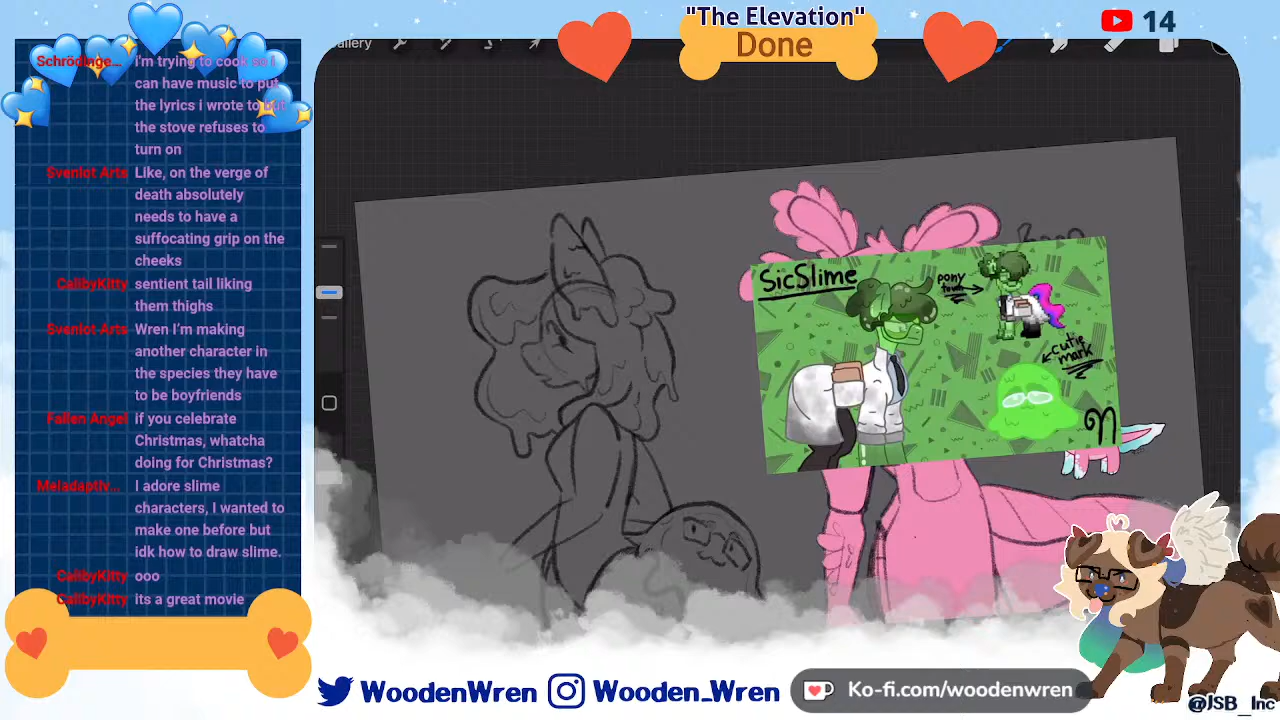 "The Elevation"
Done
14
allery
Schrödinge...
i'm trying to cook so i
can have music to put
the lyrics i wrote to but
the stove refuses to
turn on
Svenlot Arts
Like, on the verge of
death absolutely
needs to have a
suffocating grip on the
cheeks
CalibyKitty
sentient tail liking
them thighs
Svenlot Arts
Wren I'm making
another character in
the species they have
to be boyfriends
Fallen Angel
if you celebrate
Christmas, whatcha
doing for Christmas?
Meladaptiv...
I adore slime
characters, I wanted to
make one before but
idk how to draw slime.
CalibyKitty
ooo
CalibyKitty
its a great movie
SicSlime
pony
form
cutie
mark
WoodenWren
Wooden_Wren
Ko-fi.com/woodenwren
@JSB_Inc